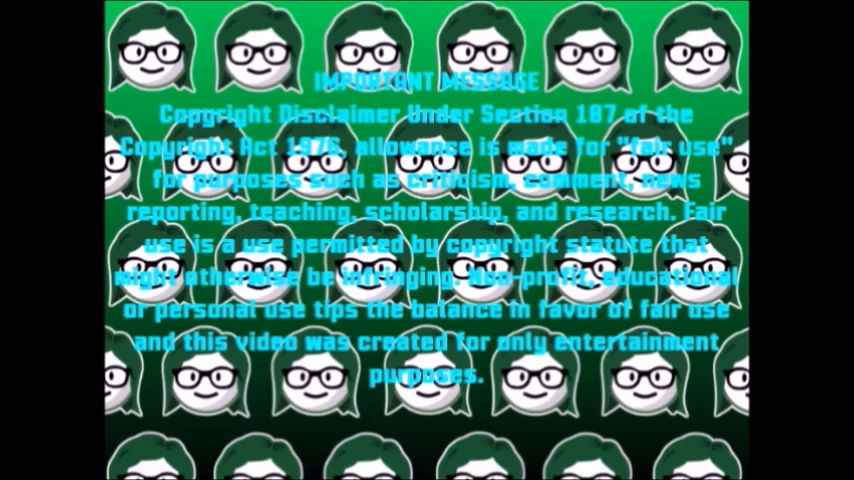 IMPORTANT MESSAGE
Copyright Disclaimer Under Section 107 of the
Copyright Act 1976, allowance is made for "fair use"
for purposes such as criticism, comment, news
reporting, teaching, scholarship, and research. Fair
use is a use permitted by copyright statute that
might otherwise be infringing. Non-profit, educational
or personal use tips the balance in favor of fair use
and this video was created for only entertainment
purposes.